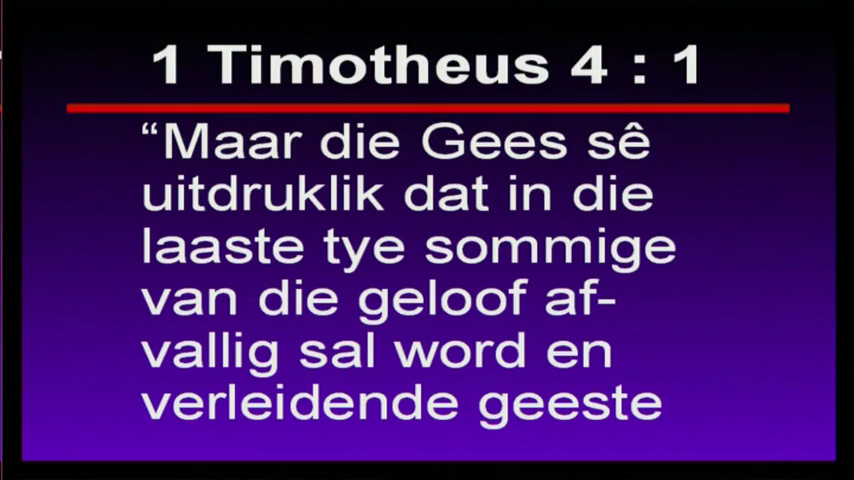 1 Timotheus 4 : 1
“Maar die Gees sê
uitdruklik dat in die
laaste tye sommige
van die geloof af-
vallig sal word en
verleidende geeste